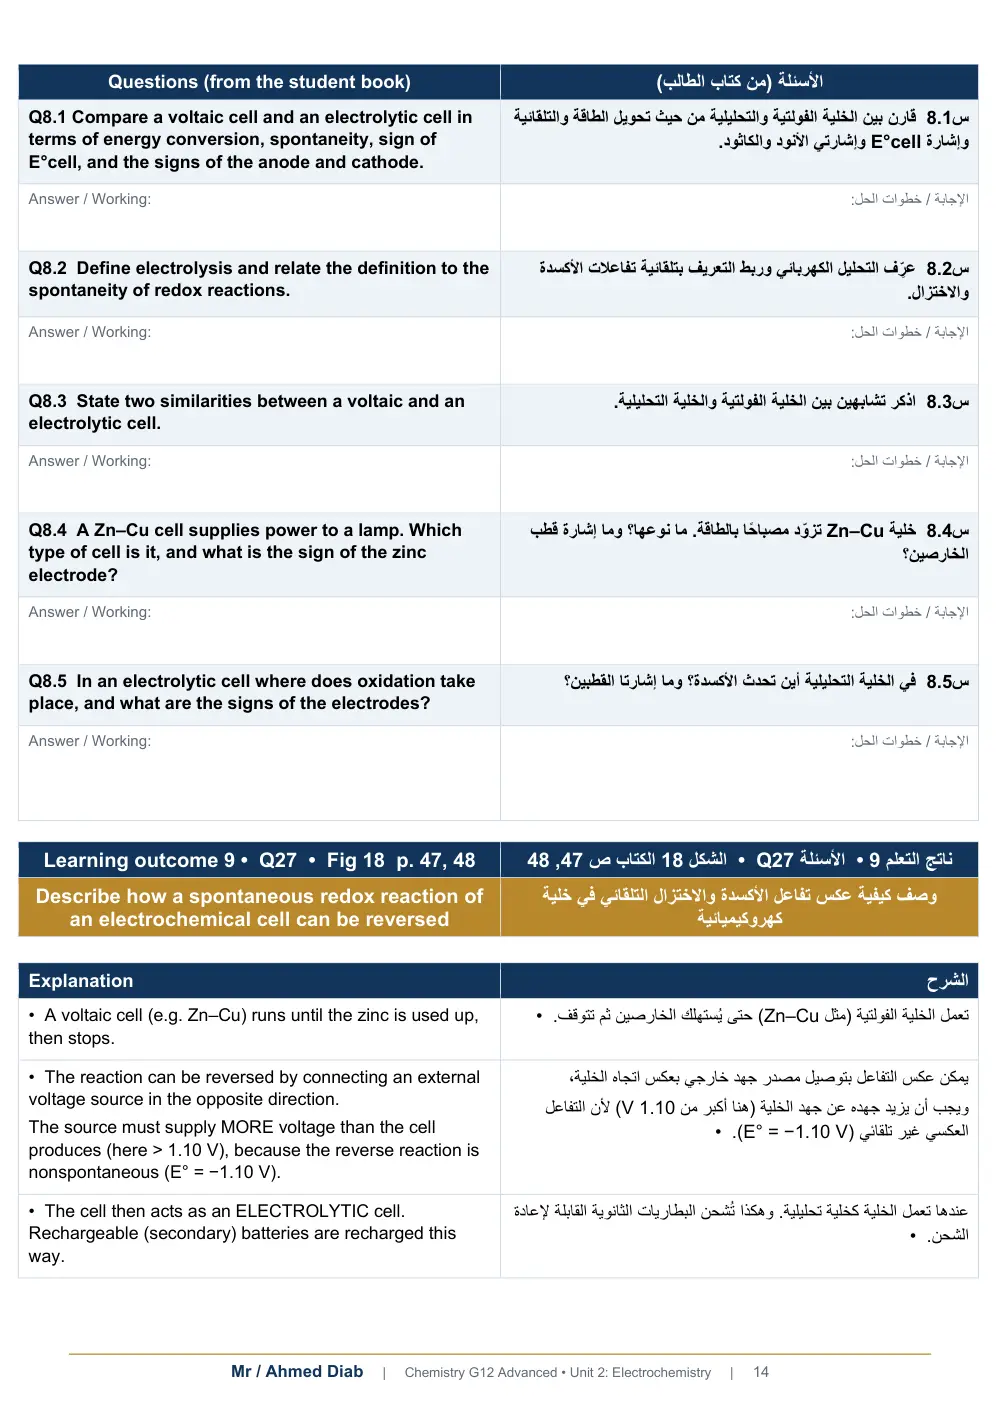 Questions (from the student book)
الأسئلة (من كتاب الطالب)
Q8.1 Compare a voltaic cell and an electrolytic cell in
terms of energy conversion, spontaneity, sign of
E°cell, and the signs of the anode and cathode.
س8.1 قارن بين الخلية الفولتية والتحليلية من حيث تحويل الطاقة والتلقائية
وإشارة E°cell وإشارتي الأنود والكاثود.
Answer / Working:
الإجابة / خطوات الحل:
Q8.2 Define electrolysis and relate the definition to the
spontaneity of redox reactions.
س8.2 عرّف التحليل الكهربائي وربط التعريف بتلقائية تفاعلات الأكسدة
والاختزال.
Answer / Working:
الإجابة / خطوات الحل:
Q8.3 State two similarities between a voltaic and an
electrolytic cell.
س8.3 اذكر تشابهين بين الخلية الفولتية والخلية التحليلية.
Answer / Working:
الإجابة / خطوات الحل:
Q8.4 A Zn–Cu cell supplies power to a lamp. Which
type of cell is it, and what is the sign of the zinc
electrode?
س8.4 خلية Zn–Cu تزوّد مصباحًا بالطاقة. ما نوعها؟ وما إشارة قطب
الخارصين؟
Answer / Working:
الإجابة / خطوات الحل:
Q8.5 In an electrolytic cell where does oxidation take
place, and what are the signs of the electrodes?
س8.5 في الخلية التحليلية أين تحدث الأكسدة؟ وما إشارتا القطبين؟
Answer / Working:
الإجابة / خطوات الحل:
Learning outcome 9 • Q27 • Fig 18 p. 47, 48
ناتج التعلم 9 • الأسئلة Q27 • الشكل 18 الكتاب ص 47, 48
Describe how a spontaneous redox reaction of
an electrochemical cell can be reversed
وصف كيفية عكس تفاعل الأكسدة والاختزال التلقائي في خلية
كهروكيميائية
Explanation
الشرح
• A voltaic cell (e.g. Zn–Cu) runs until the zinc is used up,
then stops.
تعمل الخلية الفولتية (مثل Zn–Cu) حتى يُستهلك الخارصين ثم تتوقف. •
• The reaction can be reversed by connecting an external
voltage source in the opposite direction.
The source must supply MORE voltage than the cell
produces (here > 1.10 V), because the reverse reaction is
nonspontaneous (E° = −1.10 V).
يمكن عكس التفاعل بتوصيل مصدر جهد خارجي بعكس اتجاه الخلية،
ويجب أن يزيد جهده عن جهد الخلية (هنا أكبر من 1.10 V) لأن التفاعل
العكسي غير تلقائي (E° = −1.10 V). •
• The cell then acts as an ELECTROLYTIC cell.
Rechargeable (secondary) batteries are recharged this
way.
عندها تعمل الخلية كخلية تحليلية. وهكذا تُشحن البطاريات الثانوية القابلة لإعادة
الشحن. •
Mr / Ahmed Diab | Chemistry G12 Advanced • Unit 2: Electrochemistry | 14